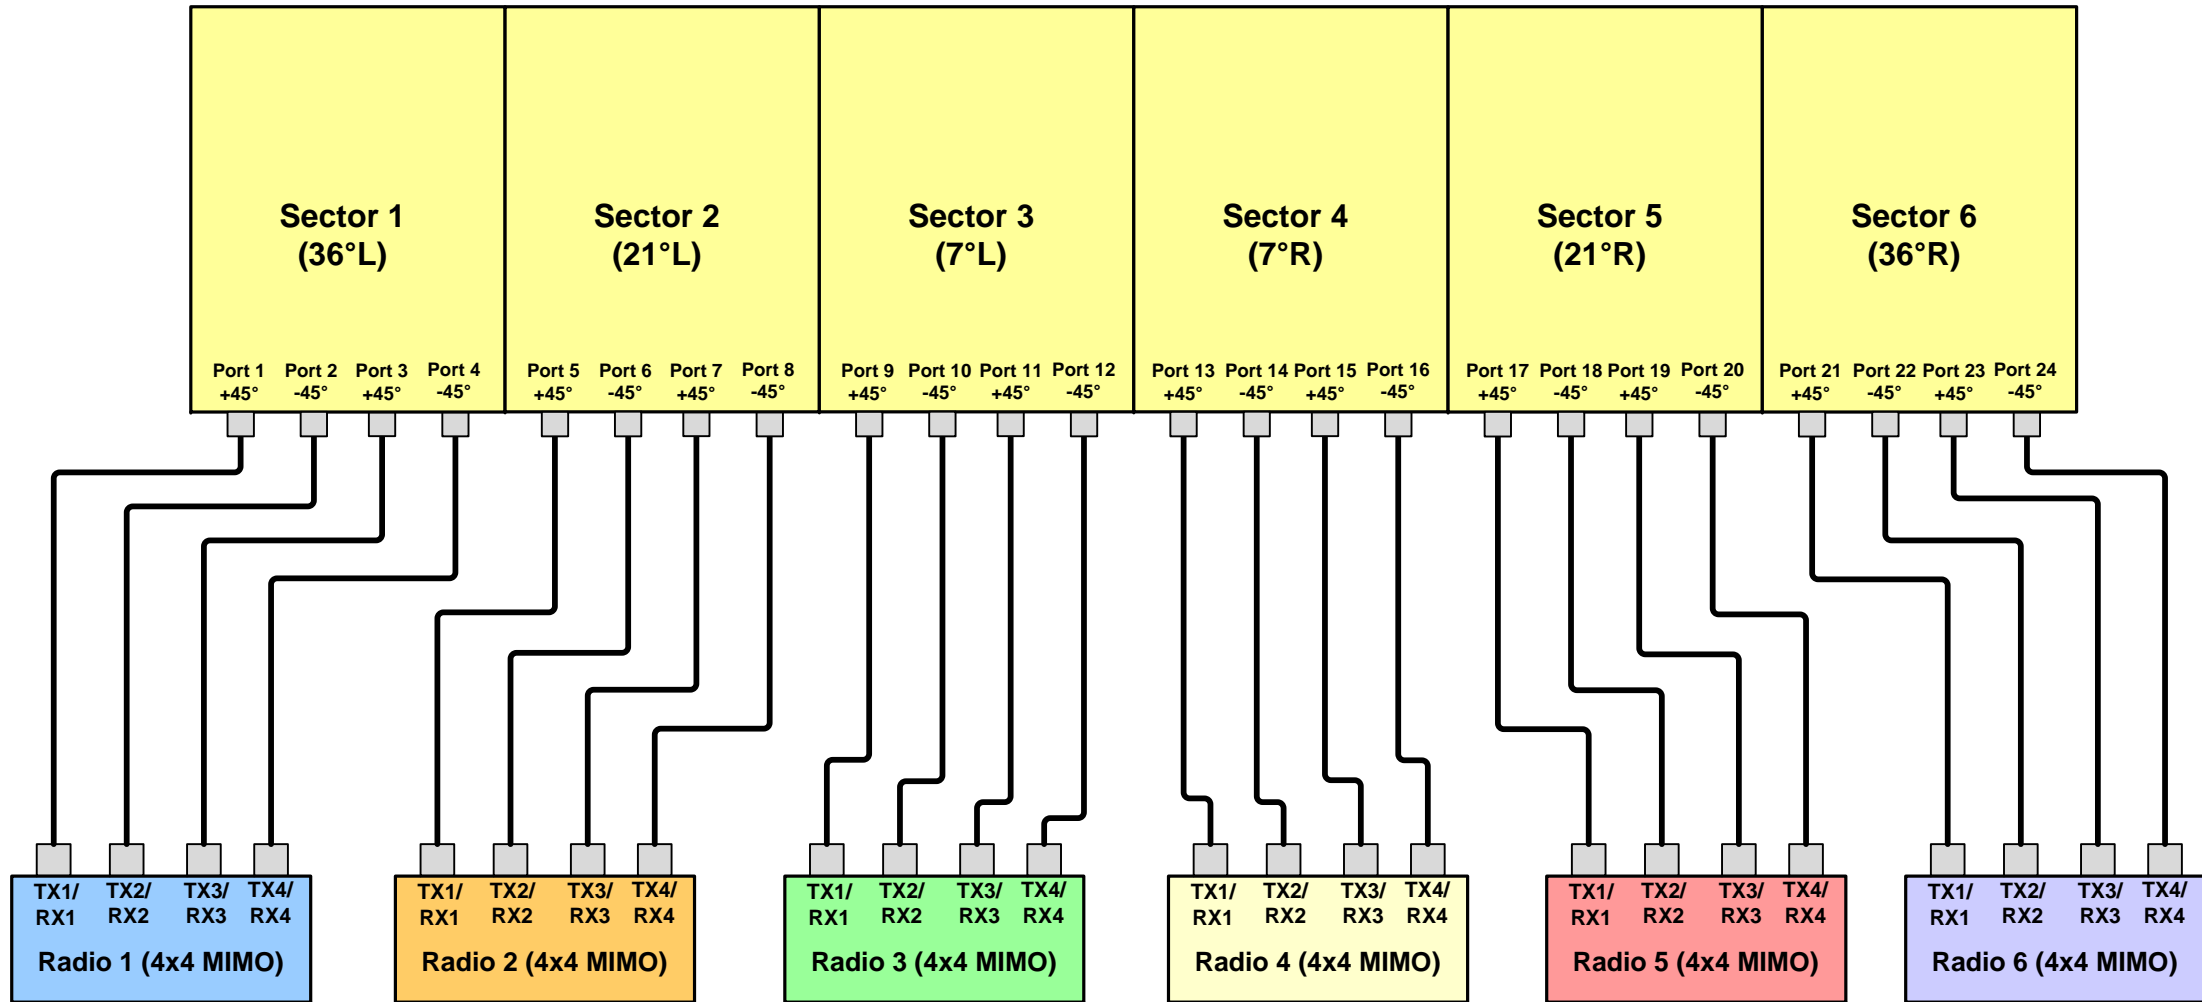 Sector 1
(36°L)
Sector 2
(21°L)
Sector 3
(7°L)
Sector 4
(7°R)
Sector 5
(21°R)
Sector 6
(36°R)
Port 1
+45°
Port 2
-45°
Port 3
+45°
Port 4
-45°
Port 5
+45°
Port 6
-45°
Port 7
+45°
Port 8
-45°
Port 9
+45°
Port 10
-45°
Port 11
+45°
Port 12
-45°
Port 13
+45°
Port 14
-45°
Port 15
+45°
Port 16
-45°
Port 17
+45°
Port 18
-45°
Port 19
+45°
Port 20
-45°
Port 21
+45°
Port 22
-45°
Port 23
+45°
Port 24
-45°
TX1/
RX1
TX2/
RX2
TX3/
RX3
TX4/
RX4
Radio 1 (4x4 MIMO)
TX1/
RX1
TX2/
RX2
TX3/
RX3
TX4/
RX4
Radio 2 (4x4 MIMO)
TX1/
RX1
TX2/
RX2
TX3/
RX3
TX4/
RX4
Radio 3 (4x4 MIMO)
TX1/
RX1
TX2/
RX2
TX3/
RX3
TX4/
RX4
Radio 4 (4x4 MIMO)
TX1/
RX1
TX2/
RX2
TX3/
RX3
TX4/
RX4
Radio 5 (4x4 MIMO)
TX1/
RX1
TX2/
RX2
TX3/
RX3
TX4/
RX4
Radio 6 (4x4 MIMO)